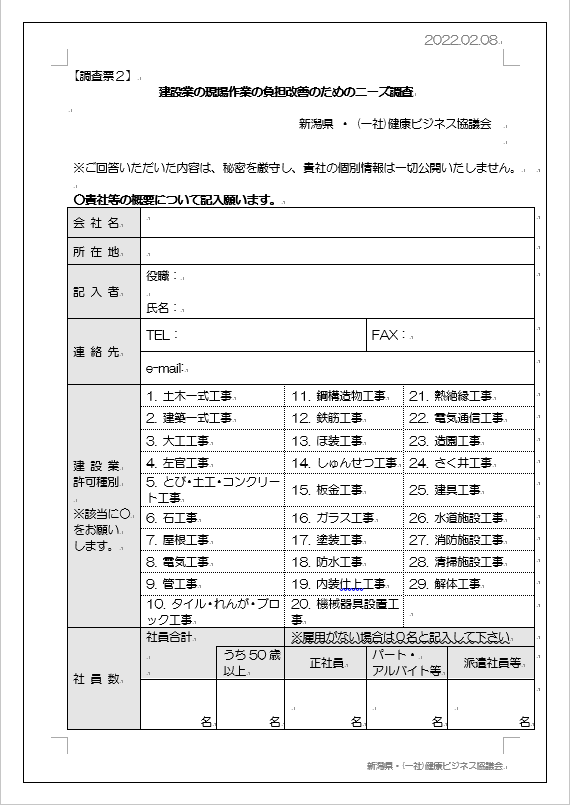 2022.02.08
【調査票２】
建設業の現場作業の負担改善のためのニーズ調査
新潟県 ・ (一社)健康ビジネス協議会
※ご回答いただいた内容は、秘密を厳守し、貴社の個別情報は一切公開いたしません。
〇貴社等の概要について記入願います。
会 社 名
所 在 地
記 入 者
役職：
氏名：
連 絡 先
TEL：
FAX：
e-mail:
建 設 業
許可種別
※該当に〇
をお願い
します。
1. 土木一式工事
11. 鋼構造物工事
21. 熱絶縁工事
2. 建築一式工事
12. 鉄筋工事
22. 電気通信工事
3. 大工工事
13. ほ装工事
23. 造園工事
4. 左官工事
14. しゅんせつ工事
24. さく井工事
5. とび・土工・コンクリー
ト工事
15. 板金工事
25. 建具工事
6. 石工事
16. ガラス工事
26. 水道施設工事
7. 屋根工事
17. 塗装工事
27. 消防施設工事
8. 電気工事
18. 防水工事
28. 清掃施設工事
9. 管工事
19. 内装仕上工事
29. 解体工事
10. タイル・れんが・ブロ
ック工事
20. 機械器具設置工
事
社 員 数
社員合計
※雇用がない場合は０名と記入して下さい
うち 50 歳
以上
正社員
パート・
アルバイト等
派遣社員等
名
名
名
名
名
新潟県・(一社)健康ビジネス協議会